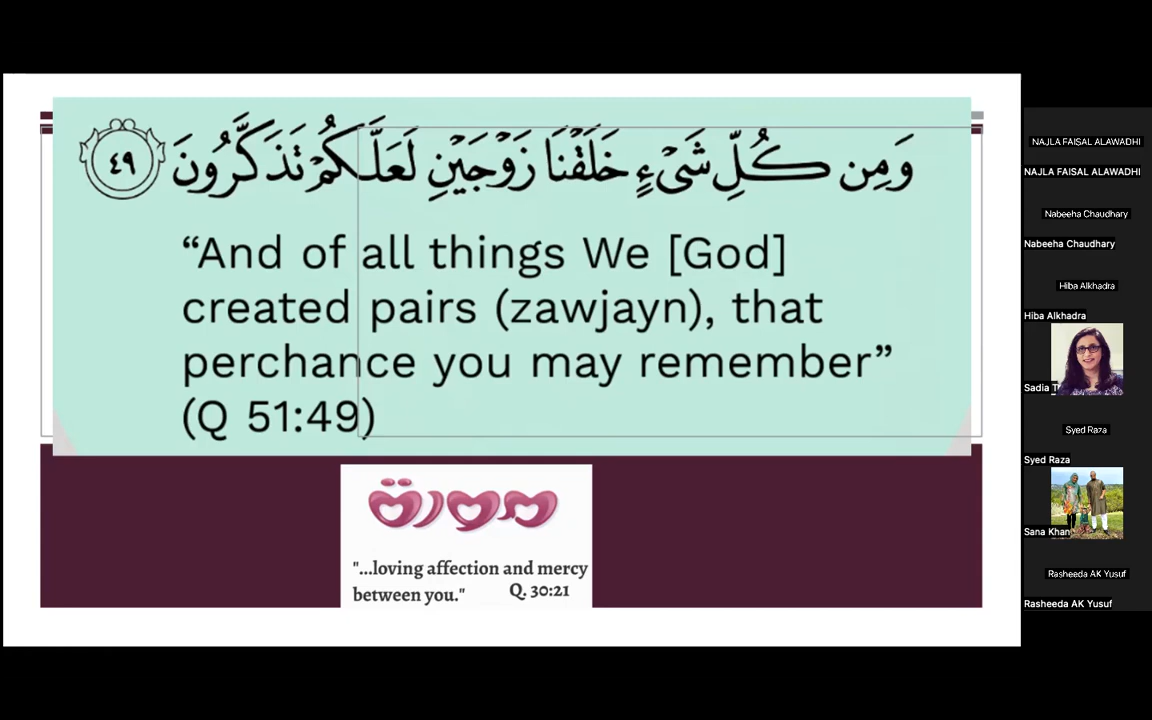 وَمِن كُلِّ شَىْءٍ خَلَقْنَا زَوْجَيْنِ لَعَلَّكُمْ تَذَكَّرُونَ ٤٩
“And of all things We [God]
created pairs (zawjayn), that
perchance you may remember”
(Q 51:49)
مودة
"...loving affection and mercy
between you." Q. 30:21
NAJLA FAISAL ALAWADHI
NAJLA FAISAL ALAWADHI
Nabeeha Chaudhary
Nabeeha Chaudhary
Hiba Alkhadra
Hiba Alkhadra
Sadia
Syed Raza
Syed Raza
Sana Khan
Rasheeda AK Yusuf
Rasheeda AK Yusuf